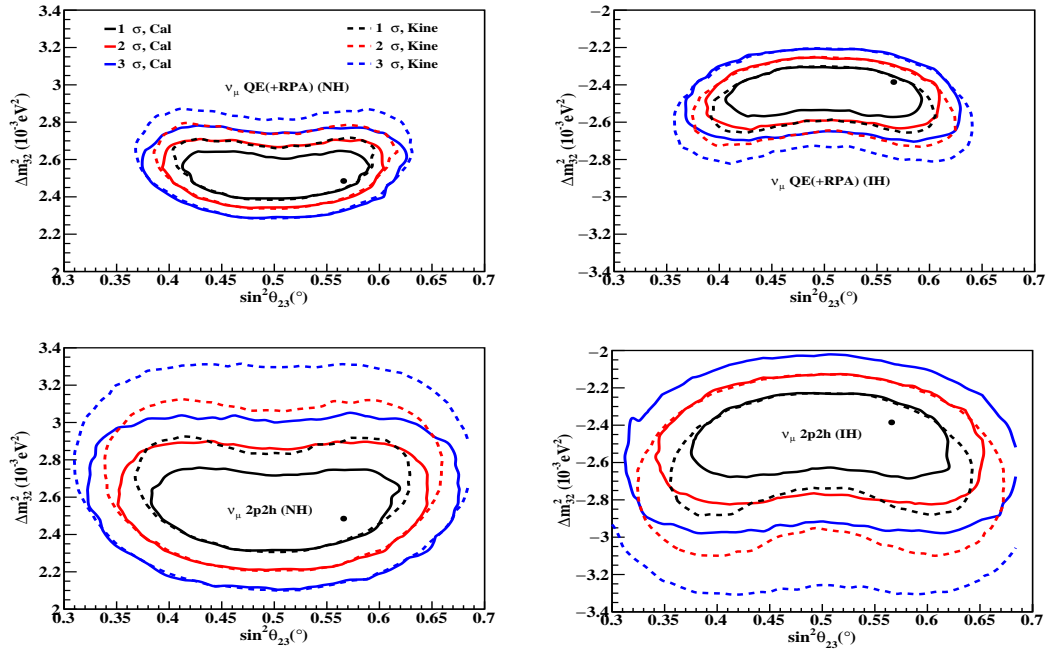 3.4
3.2
3
2.8
2.6
2.4
2.2
2
Δm²₃₂ (10⁻³eV²)
1 σ, Cal
2 σ, Cal
3 σ, Cal
1 σ, Kine
2 σ, Kine
3 σ, Kine
ν_μ QE(+RPA) (NH)
0.3 0.35 0.4 0.45 0.5 0.55 0.6 0.65 0.7
sin²θ₂₃(°)
−2
−2.2
−2.4
−2.6
−2.8
−3
−3.2
−3.4
Δm²₃₂ (10⁻³eV²)
ν_μ QE(+RPA) (IH)
0.3 0.35 0.4 0.45 0.5 0.55 0.6 0.65 0.7
sin²θ₂₃(°)
3.4
3.2
3
2.8
2.6
2.4
2.2
2
Δm²₃₂ (10⁻³eV²)
ν_μ 2p2h (NH)
0.3 0.35 0.4 0.45 0.5 0.55 0.6 0.65 0.7
sin²θ₂₃(°)
−2
−2.2
−2.4
−2.6
−2.8
−3
−3.2
−3.4
Δm²₃₂ (10⁻³eV²)
ν_μ 2p2h (IH)
0.3 0.35 0.4 0.45 0.5 0.55 0.6 0.65 0.7
sin²θ₂₃(°)